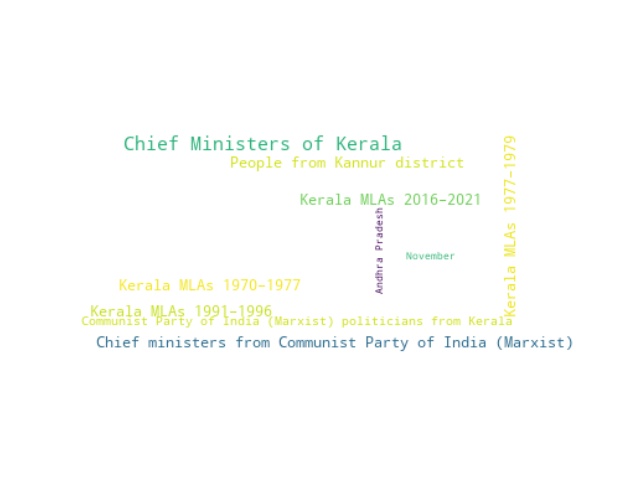 Chief Ministers of Kerala
People from Kannur district
Kerala MLAs 1977–1979
Kerala MLAs 2016–2021
Andhra Pradesh
November
Kerala MLAs 1970–1977
Kerala MLAs 1991–1996
Communist Party of India (Marxist) politicians from Kerala
Chief ministers from Communist Party of India (Marxist)